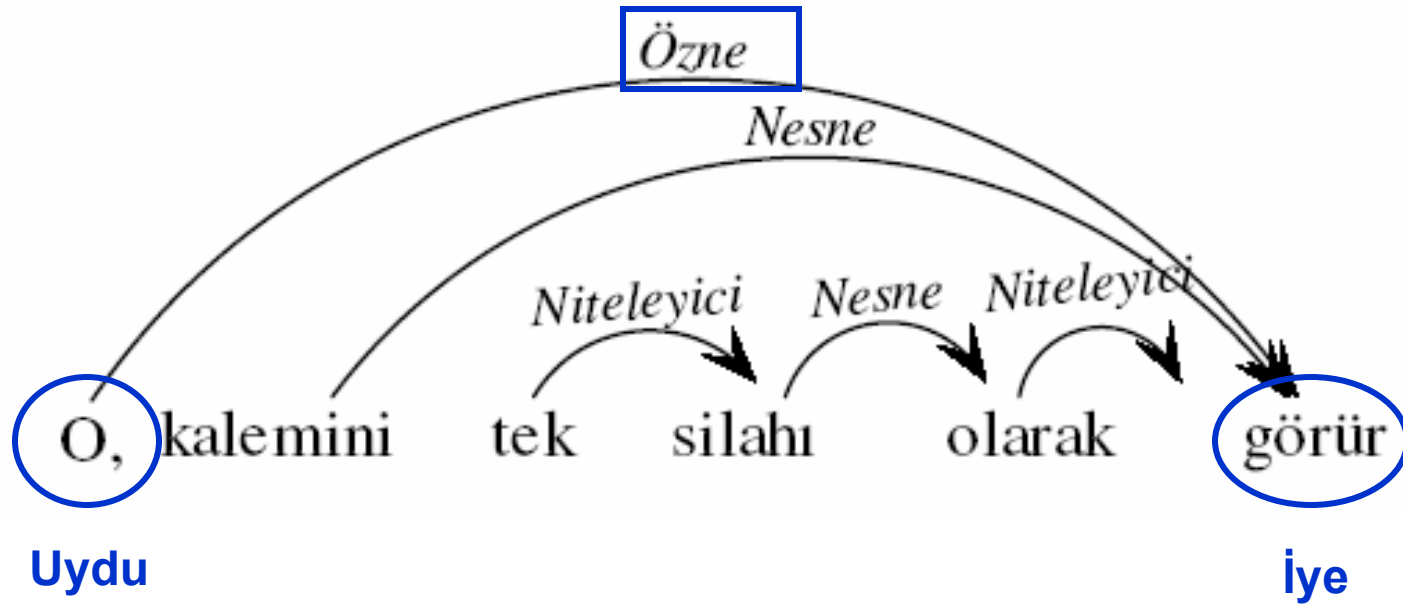 Özne
Nesne
Niteleyici Nesne Niteleyici
O, kalemini tek silahı olarak görür
Uydu İye